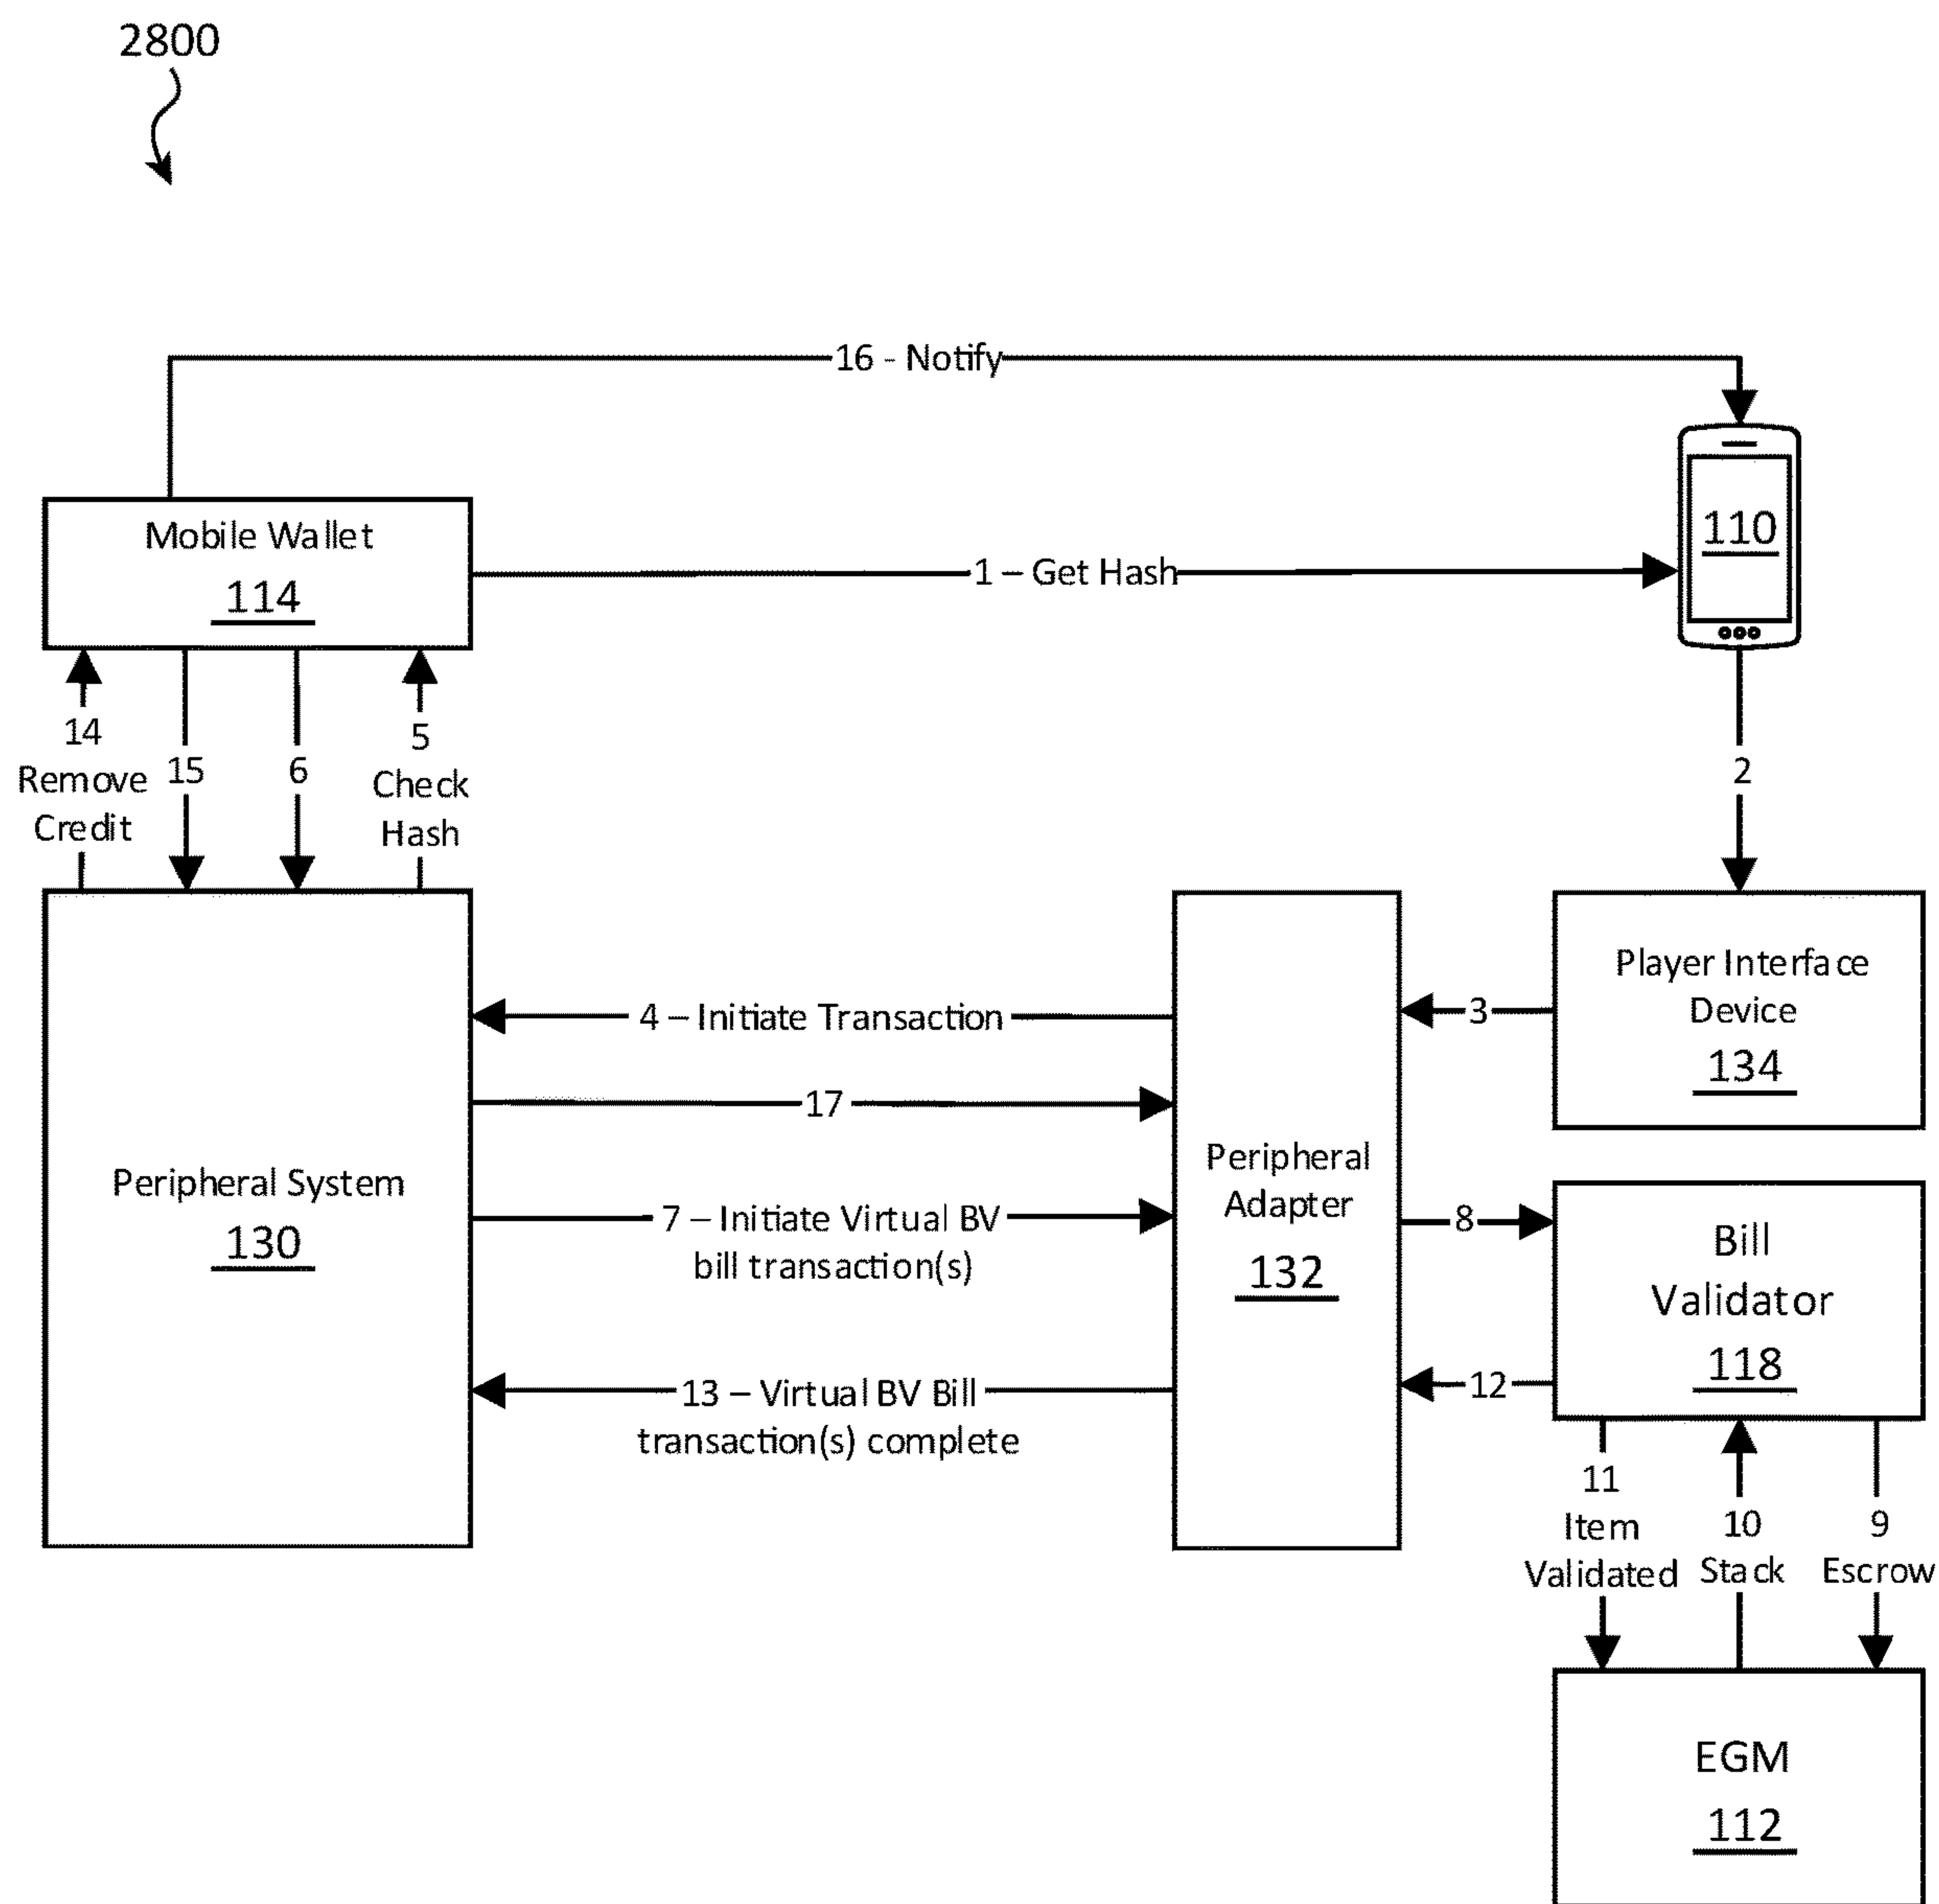 2800
16 - Notify
Mobile Wallet
114
1 – Get Hash
110
14
Remove
Credit
15
6
5
Check
Hash
2
Peripheral System
130
4 – Initiate Transaction
17
7 – Initiate Virtual BV
bill transaction(s)
13 – Virtual BV Bill
transaction(s) complete
Peripheral
Adapter
132
3
8
12
Player Interface
Device
134
Bill
Validator
118
11
Item
Validated
10
Stack
9
Escrow
EGM
112